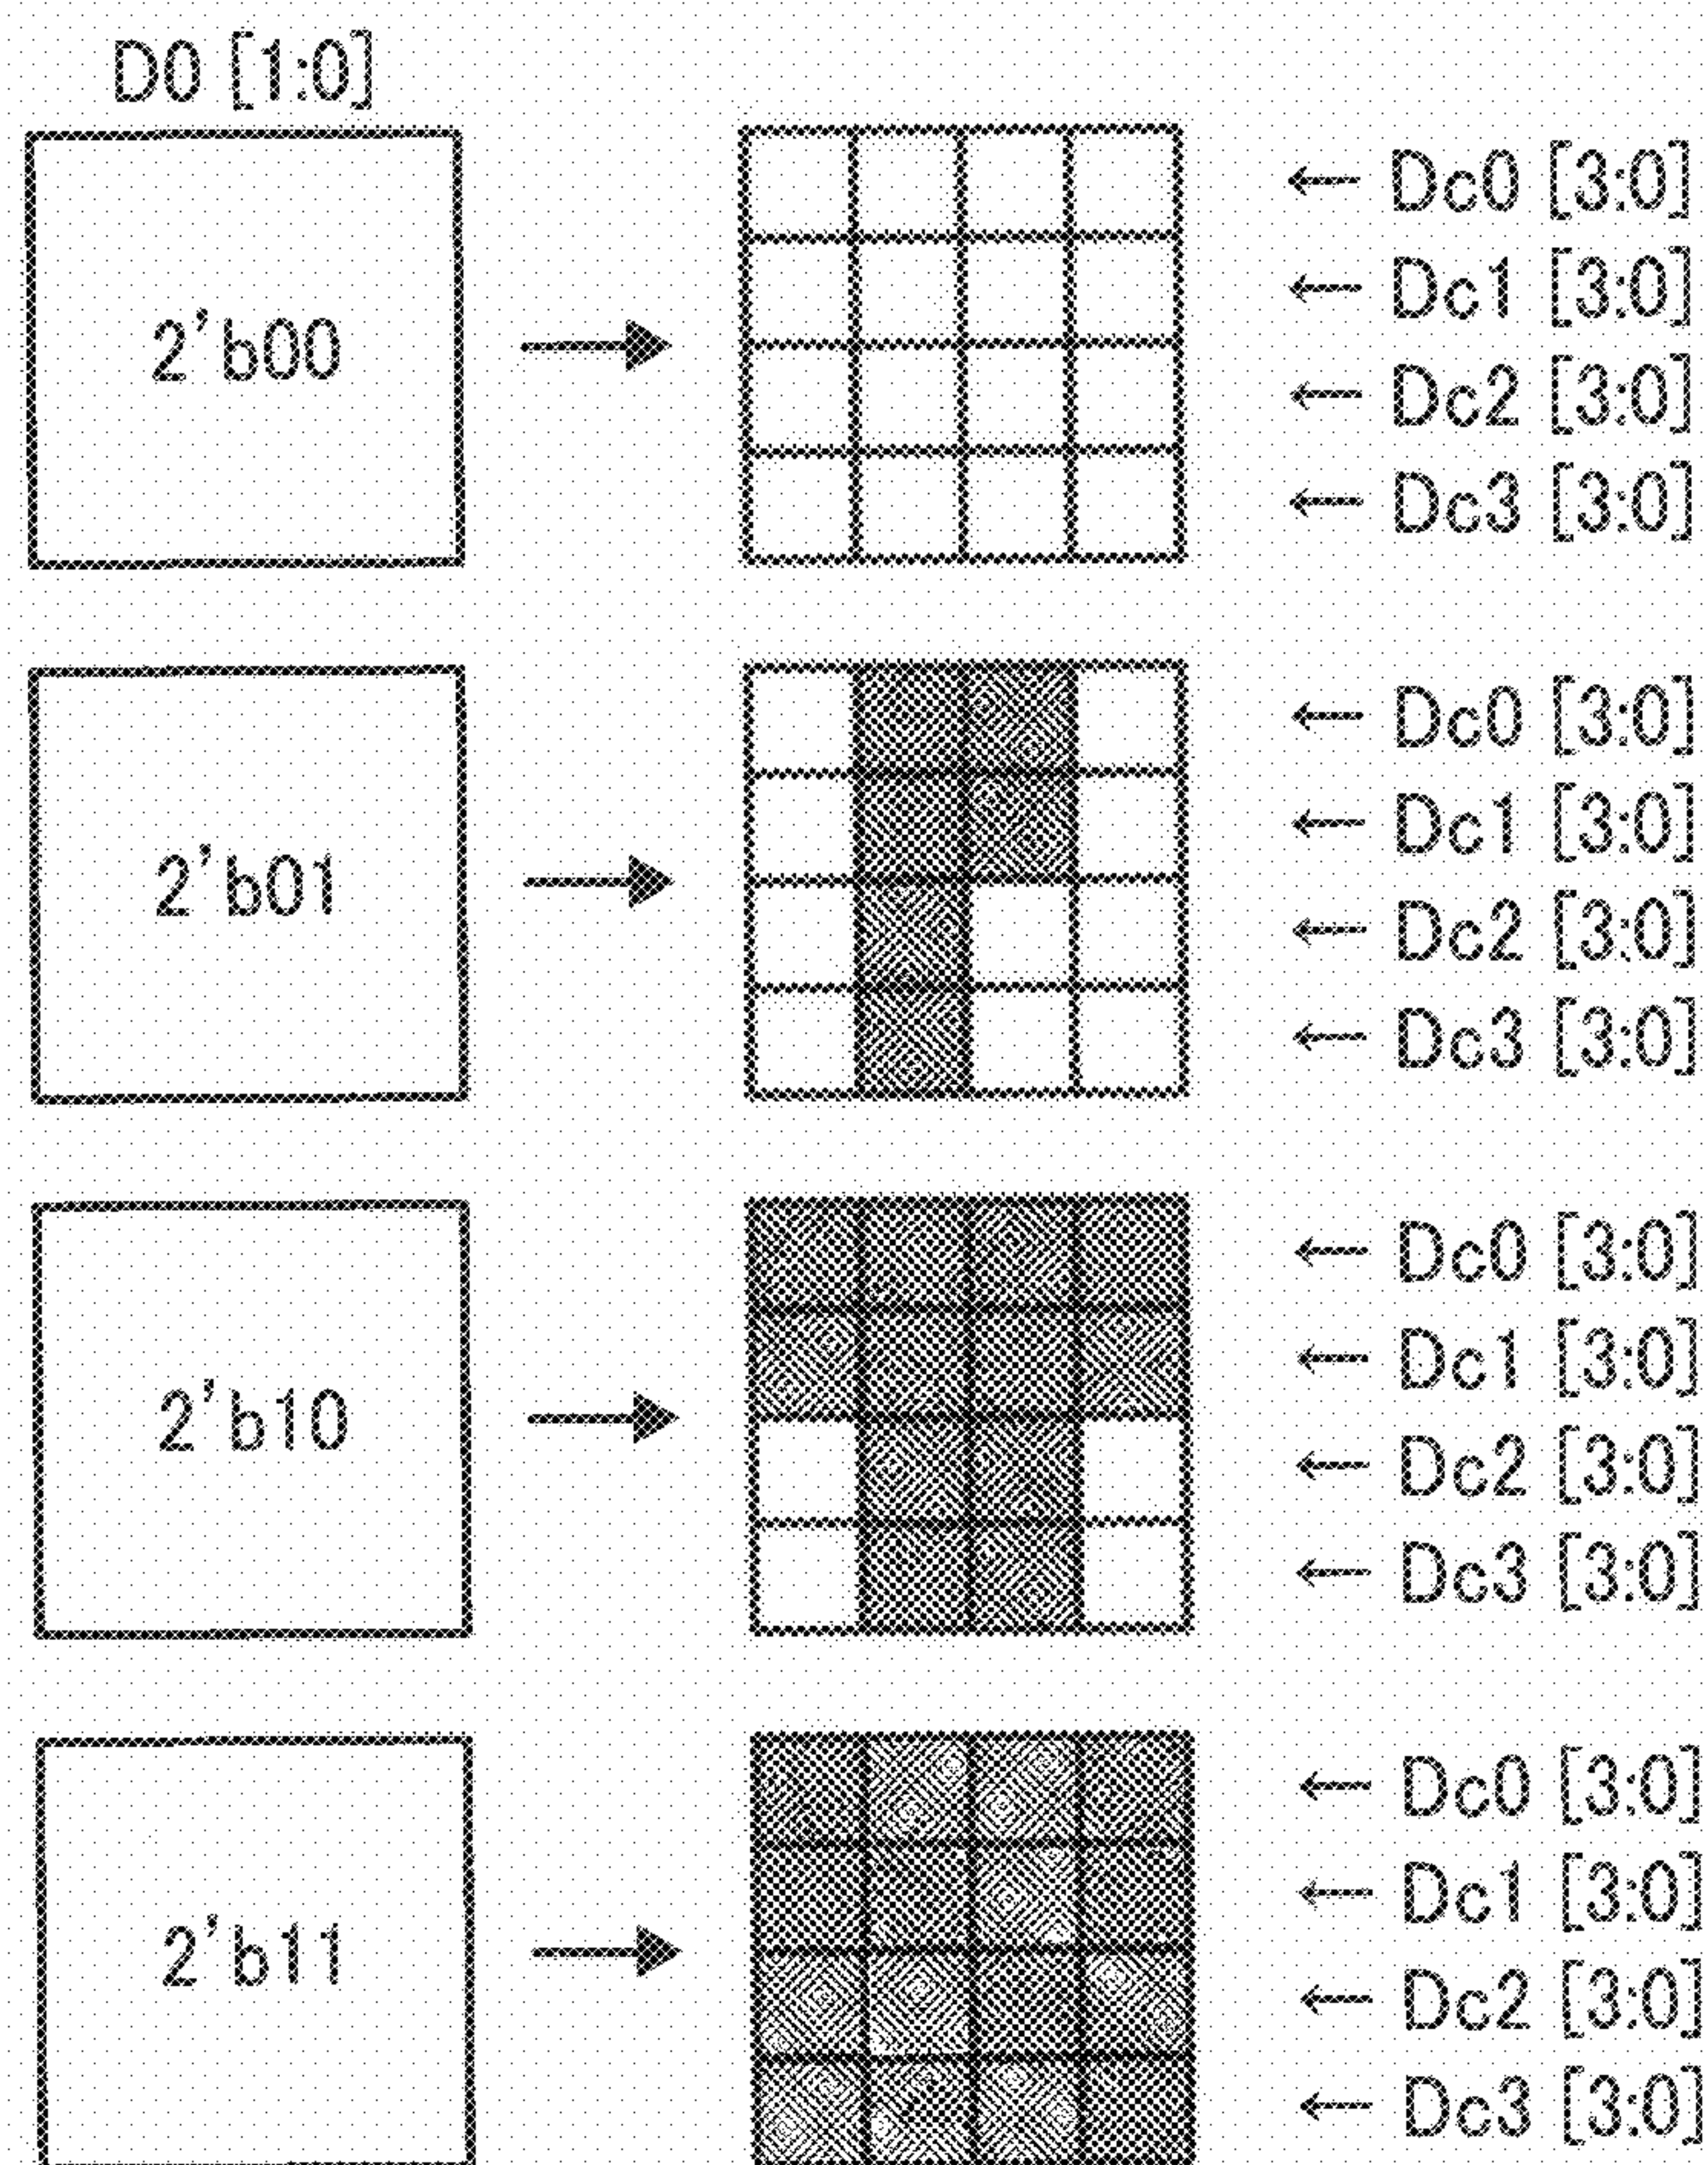 D0 [1:0]
← Dc0 [3:0]
← Dc1 [3:0]
2’b00
← Dc2 [3:0]
← Dc3 [3:0]
← Dc0 [3:0]
← Dc1 [3:0]
2’b01
← Dc2 [3:0]
← Dc3 [3:0]
← Dc0 [3:0]
← Dc1 [3:0]
2’b10
← Dc2 [3:0]
← Dc3 [3:0]
← Dc0 [3:0]
← Dc1 [3:0]
2’b11
← Dc2 [3:0]
← Dc3 [3:0]